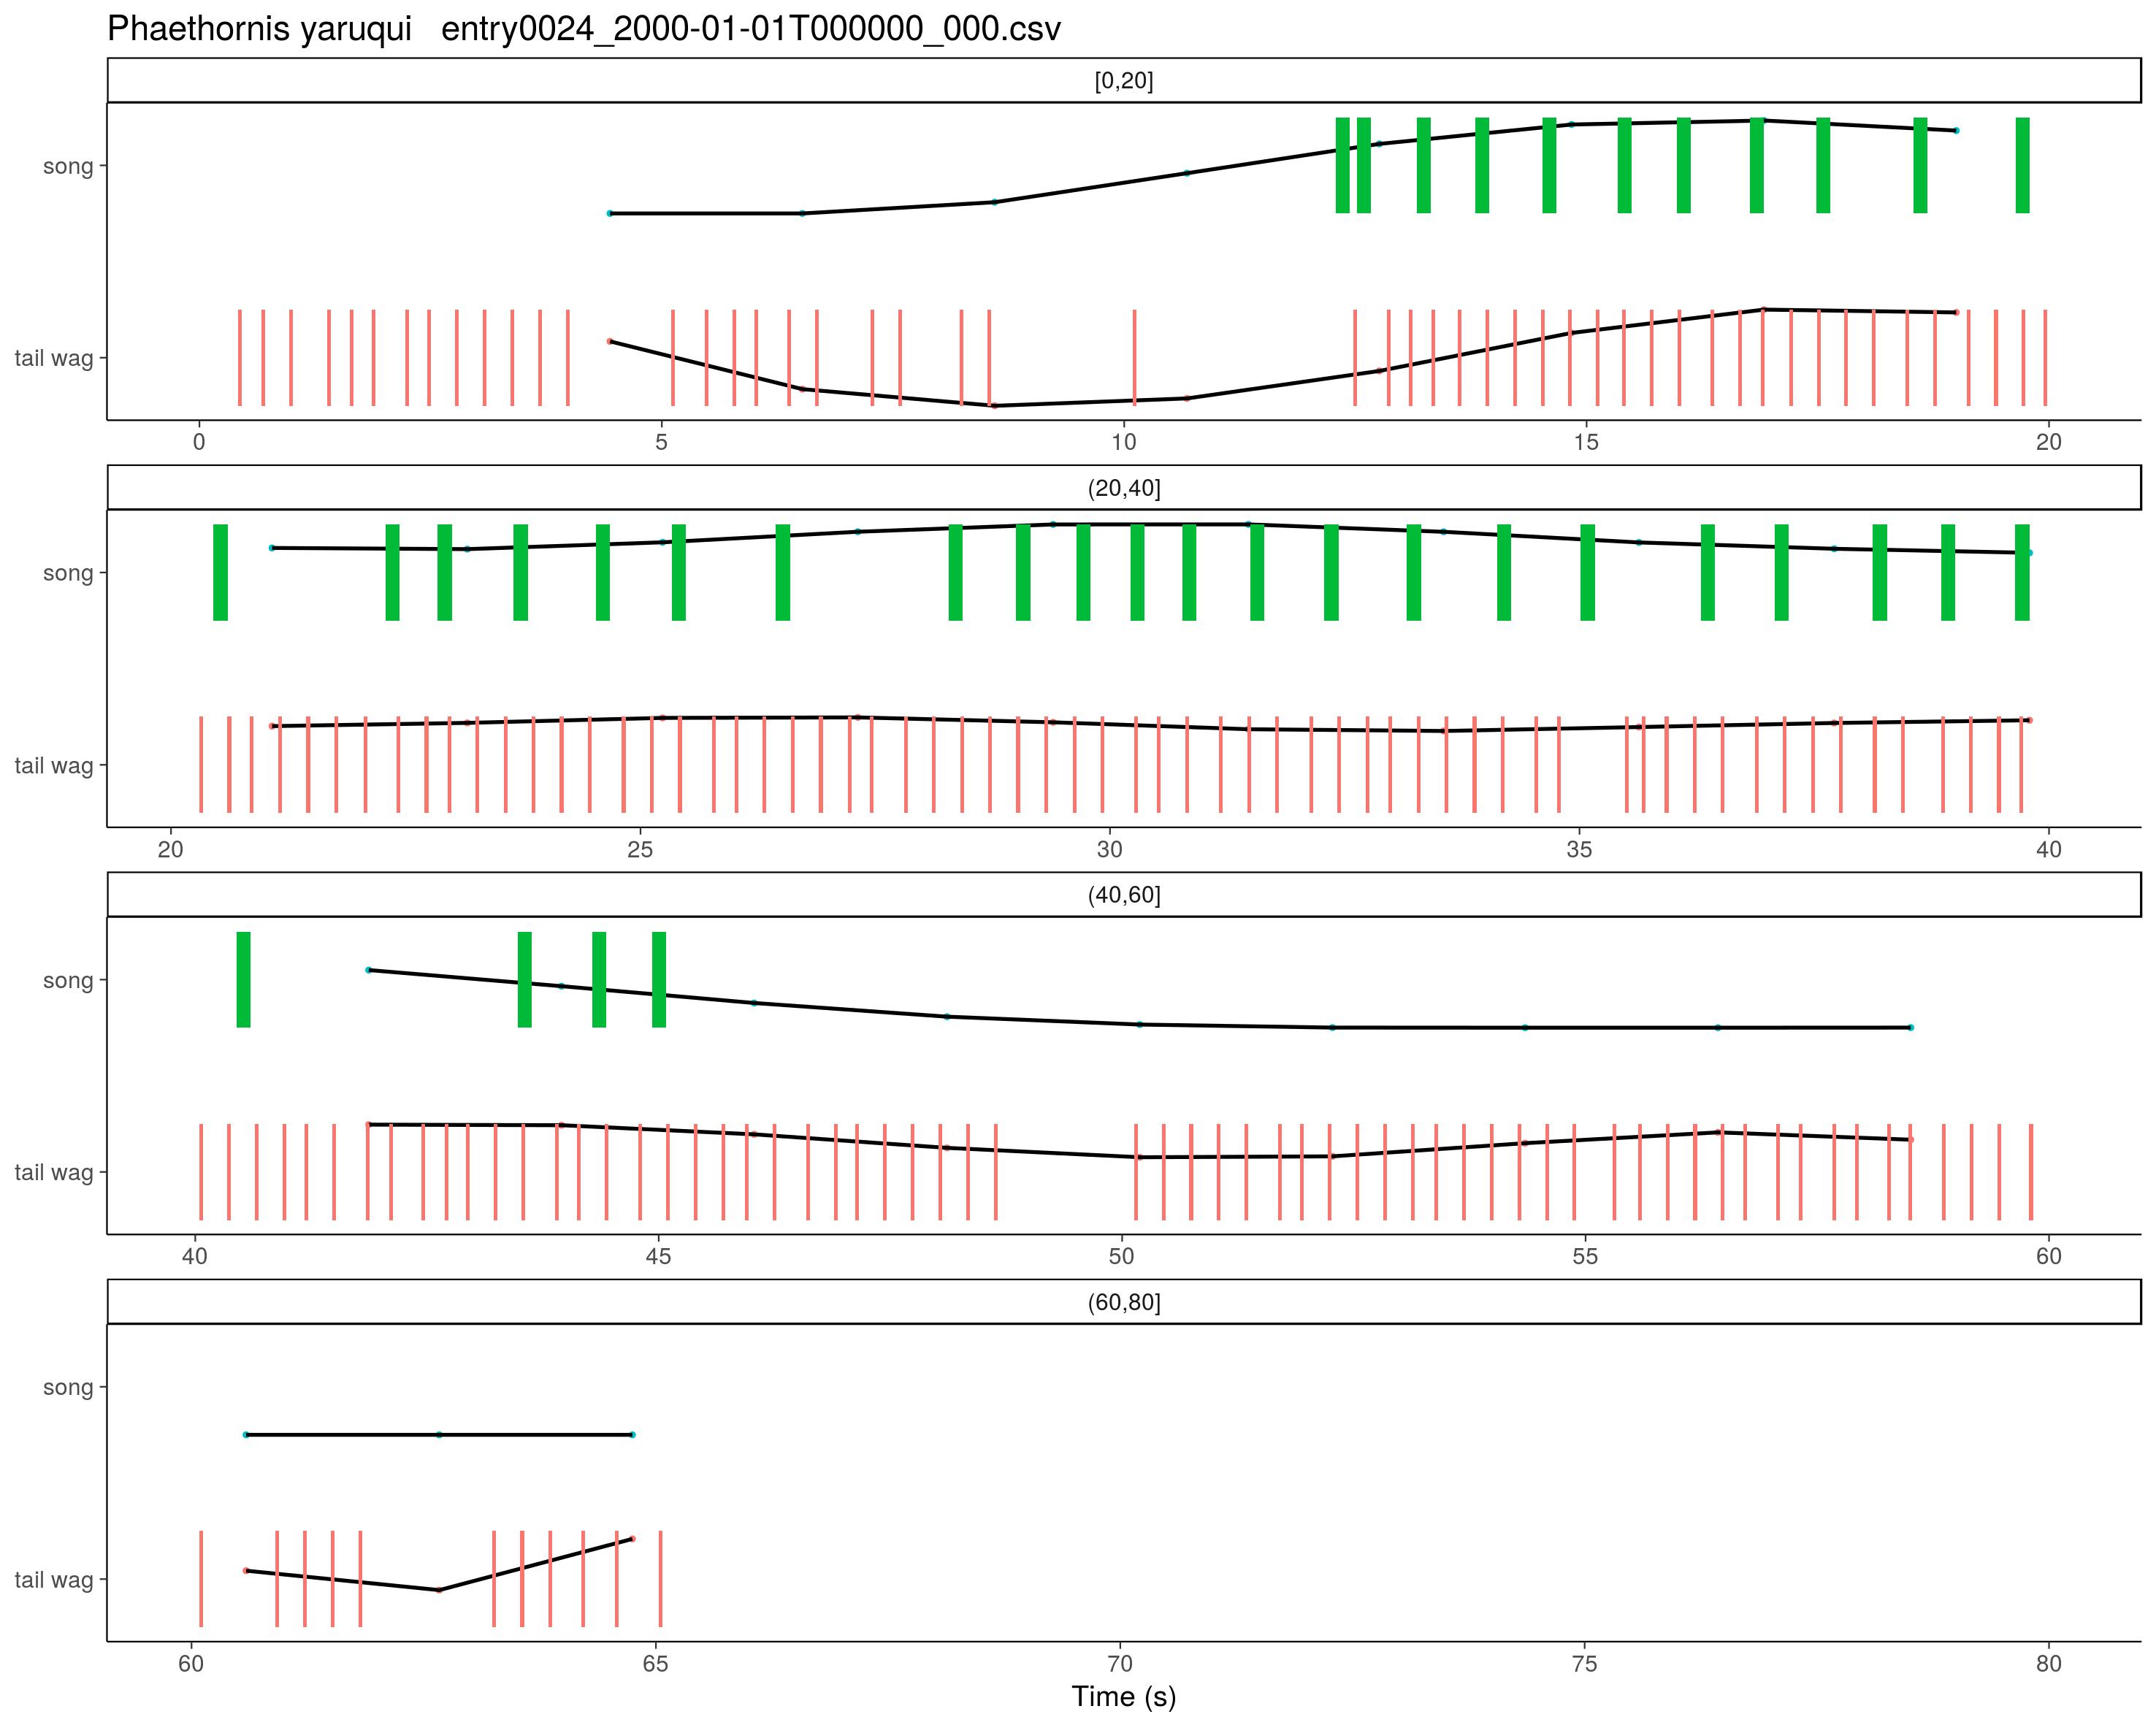 Phaethornis yaruqui   entry0024_2000-01-01T000000_000.csv
[0,20]
song
tail wag
0 5 10 15 20
(20,40]
song
tail wag
20 25 30 35 40
(40,60]
song
tail wag
40 45 50 55 60
(60,80]
song
tail wag
60 65 70 75 80
Time (s)